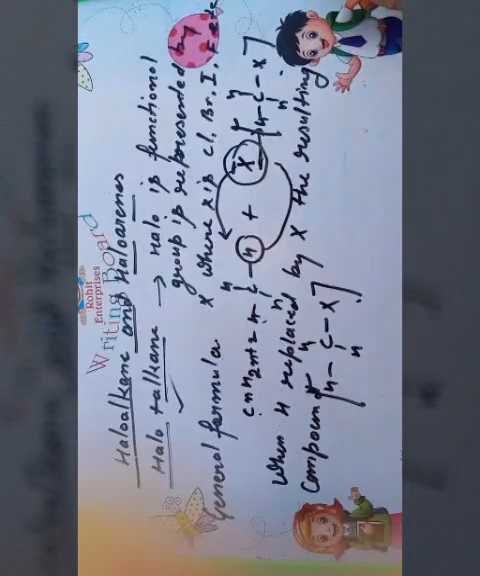 Rohit
Enterprises
Writing Board
Haloalkane and Haloarenes
Halo + alkane → Halo is functional
group is represented by
X where X is Cl, Br, I, F etc
General formula
CnH2n+2 H-C-H + X [H-C-X]
H H
H H
When H replaced by X the resulting
Compound [H-C-X]
H
H